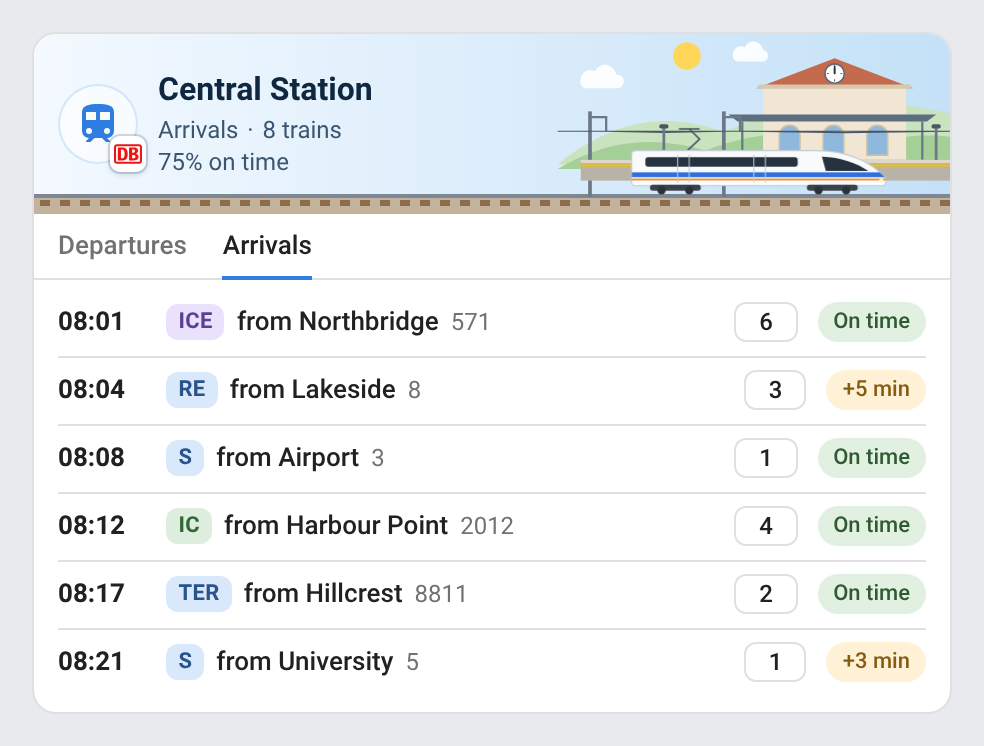 Central Station
Arrivals · 8 trains
75% on time
DB
Departures Arrivals
08:01 ICE from Northbridge 571 6 On time
08:04 RE from Lakeside 8 3 +5 min
08:08 S from Airport 3 1 On time
08:12 IC from Harbour Point 2012 4 On time
08:17 TER from Hillcrest 8811 2 On time
08:21 S from University 5 1 +3 min